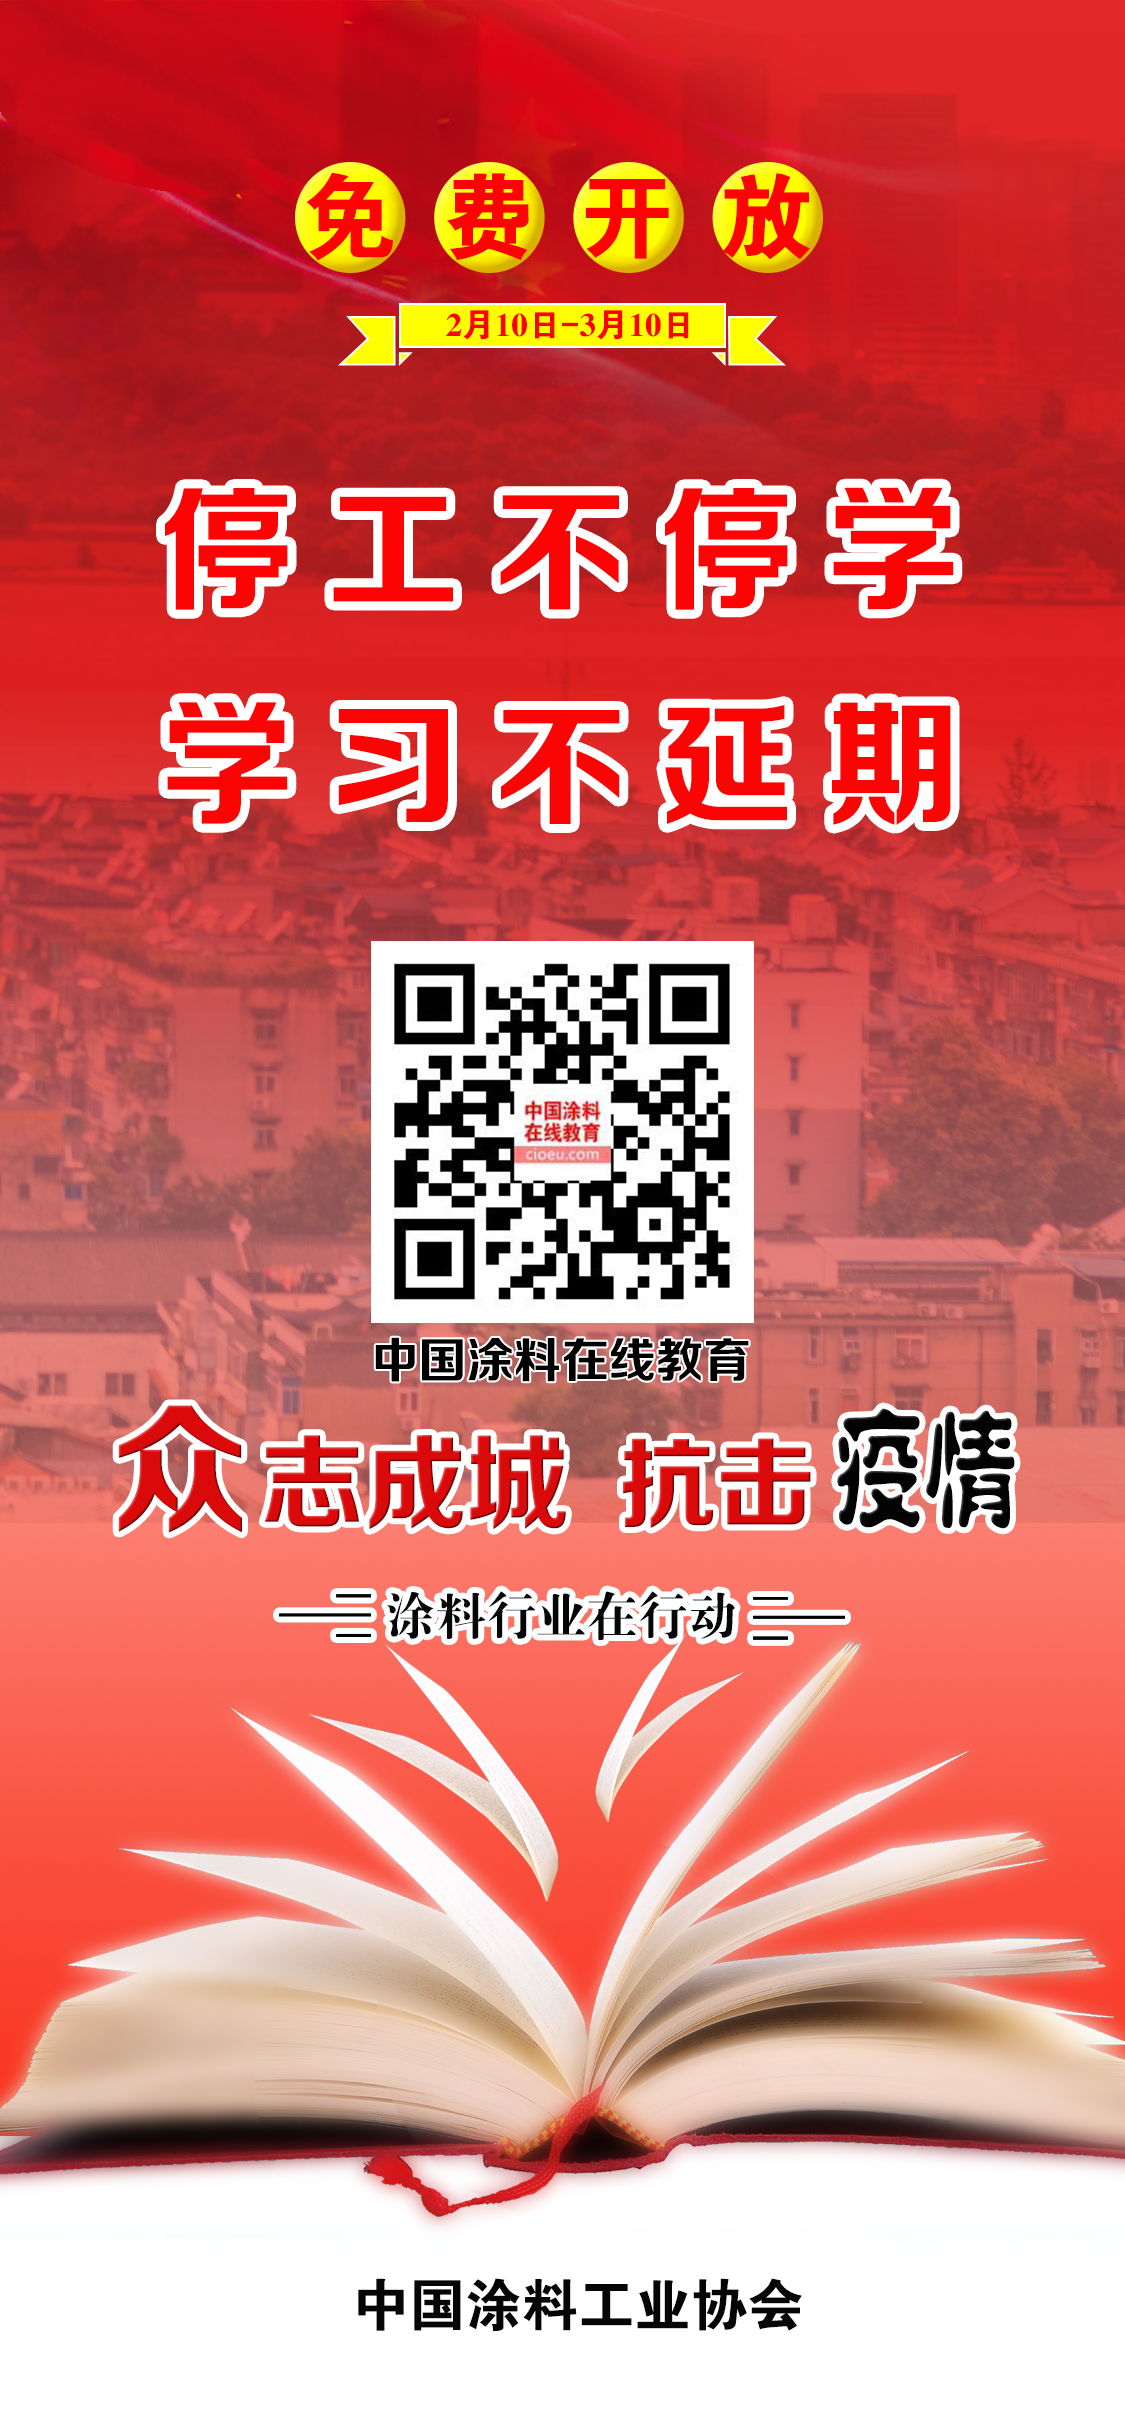 免费开放
2月10日-3月10日
停工不停学
学习不延期
中国涂料
在线教育
cioeu.com
中国涂料在线教育
众志成城 抗击疫情
涂料行业在行动
中国涂料工业协会